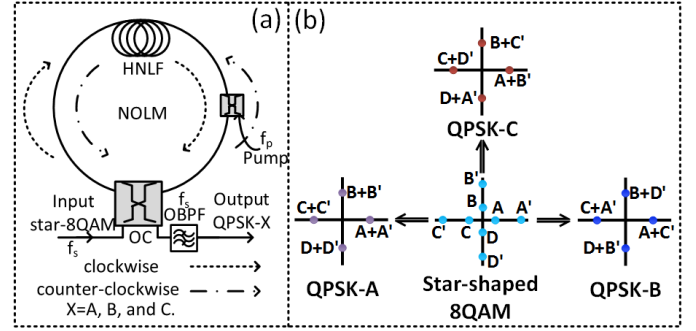 (a)
HNLF
NOLM
fp
Pump
Input
star-8QAM
fs
OC
fs
OBPF
Output
QPSK-X
clockwise
counter-clockwise
X=A, B, and C.
(b)
B+C'
C+D'
A+B'
D+A'
QPSK-C
B+B'
C+C'
A+A'
D+D'
QPSK-A
B'
B
A
A'
C'
C
D
D'
Star-shaped
8QAM
B+D'
C+A'
A+C'
D+B'
QPSK-B